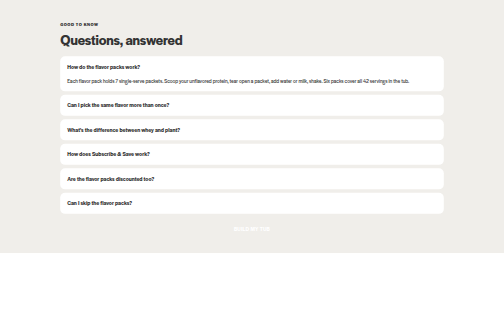 GOOD TO KNOW
Questions, answered
How do the flavor packs work?
Each flavor pack holds 7 single-serve packets. Scoop your unflavored protein, tear open a packet, add water or milk, shake. Six packs cover all 42 servings in the tub.
Can I pick the same flavor more than once?
What's the difference between whey and plant?
How does Subscribe & Save work?
Are the flavor packs discounted too?
Can I skip the flavor packs?
BUILD MY TUB